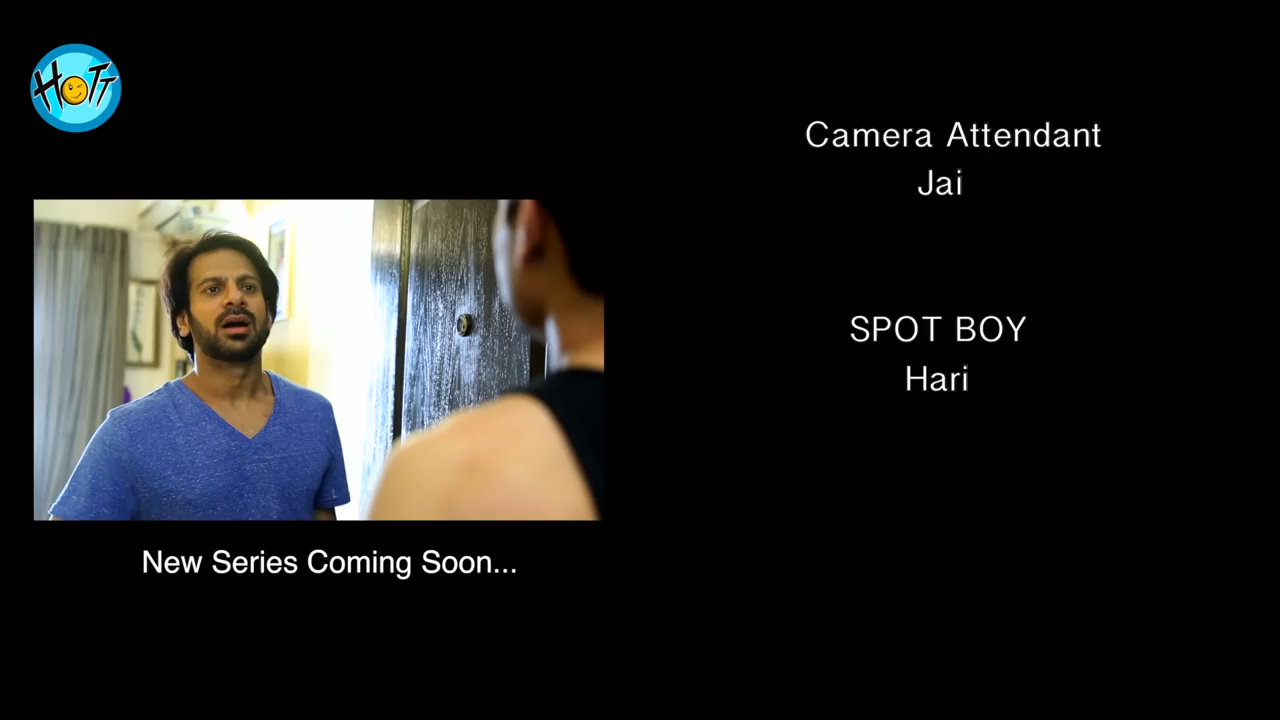 HOTT
Camera Attendant
Jai
SPOT BOY
Hari
New Series Coming Soon...